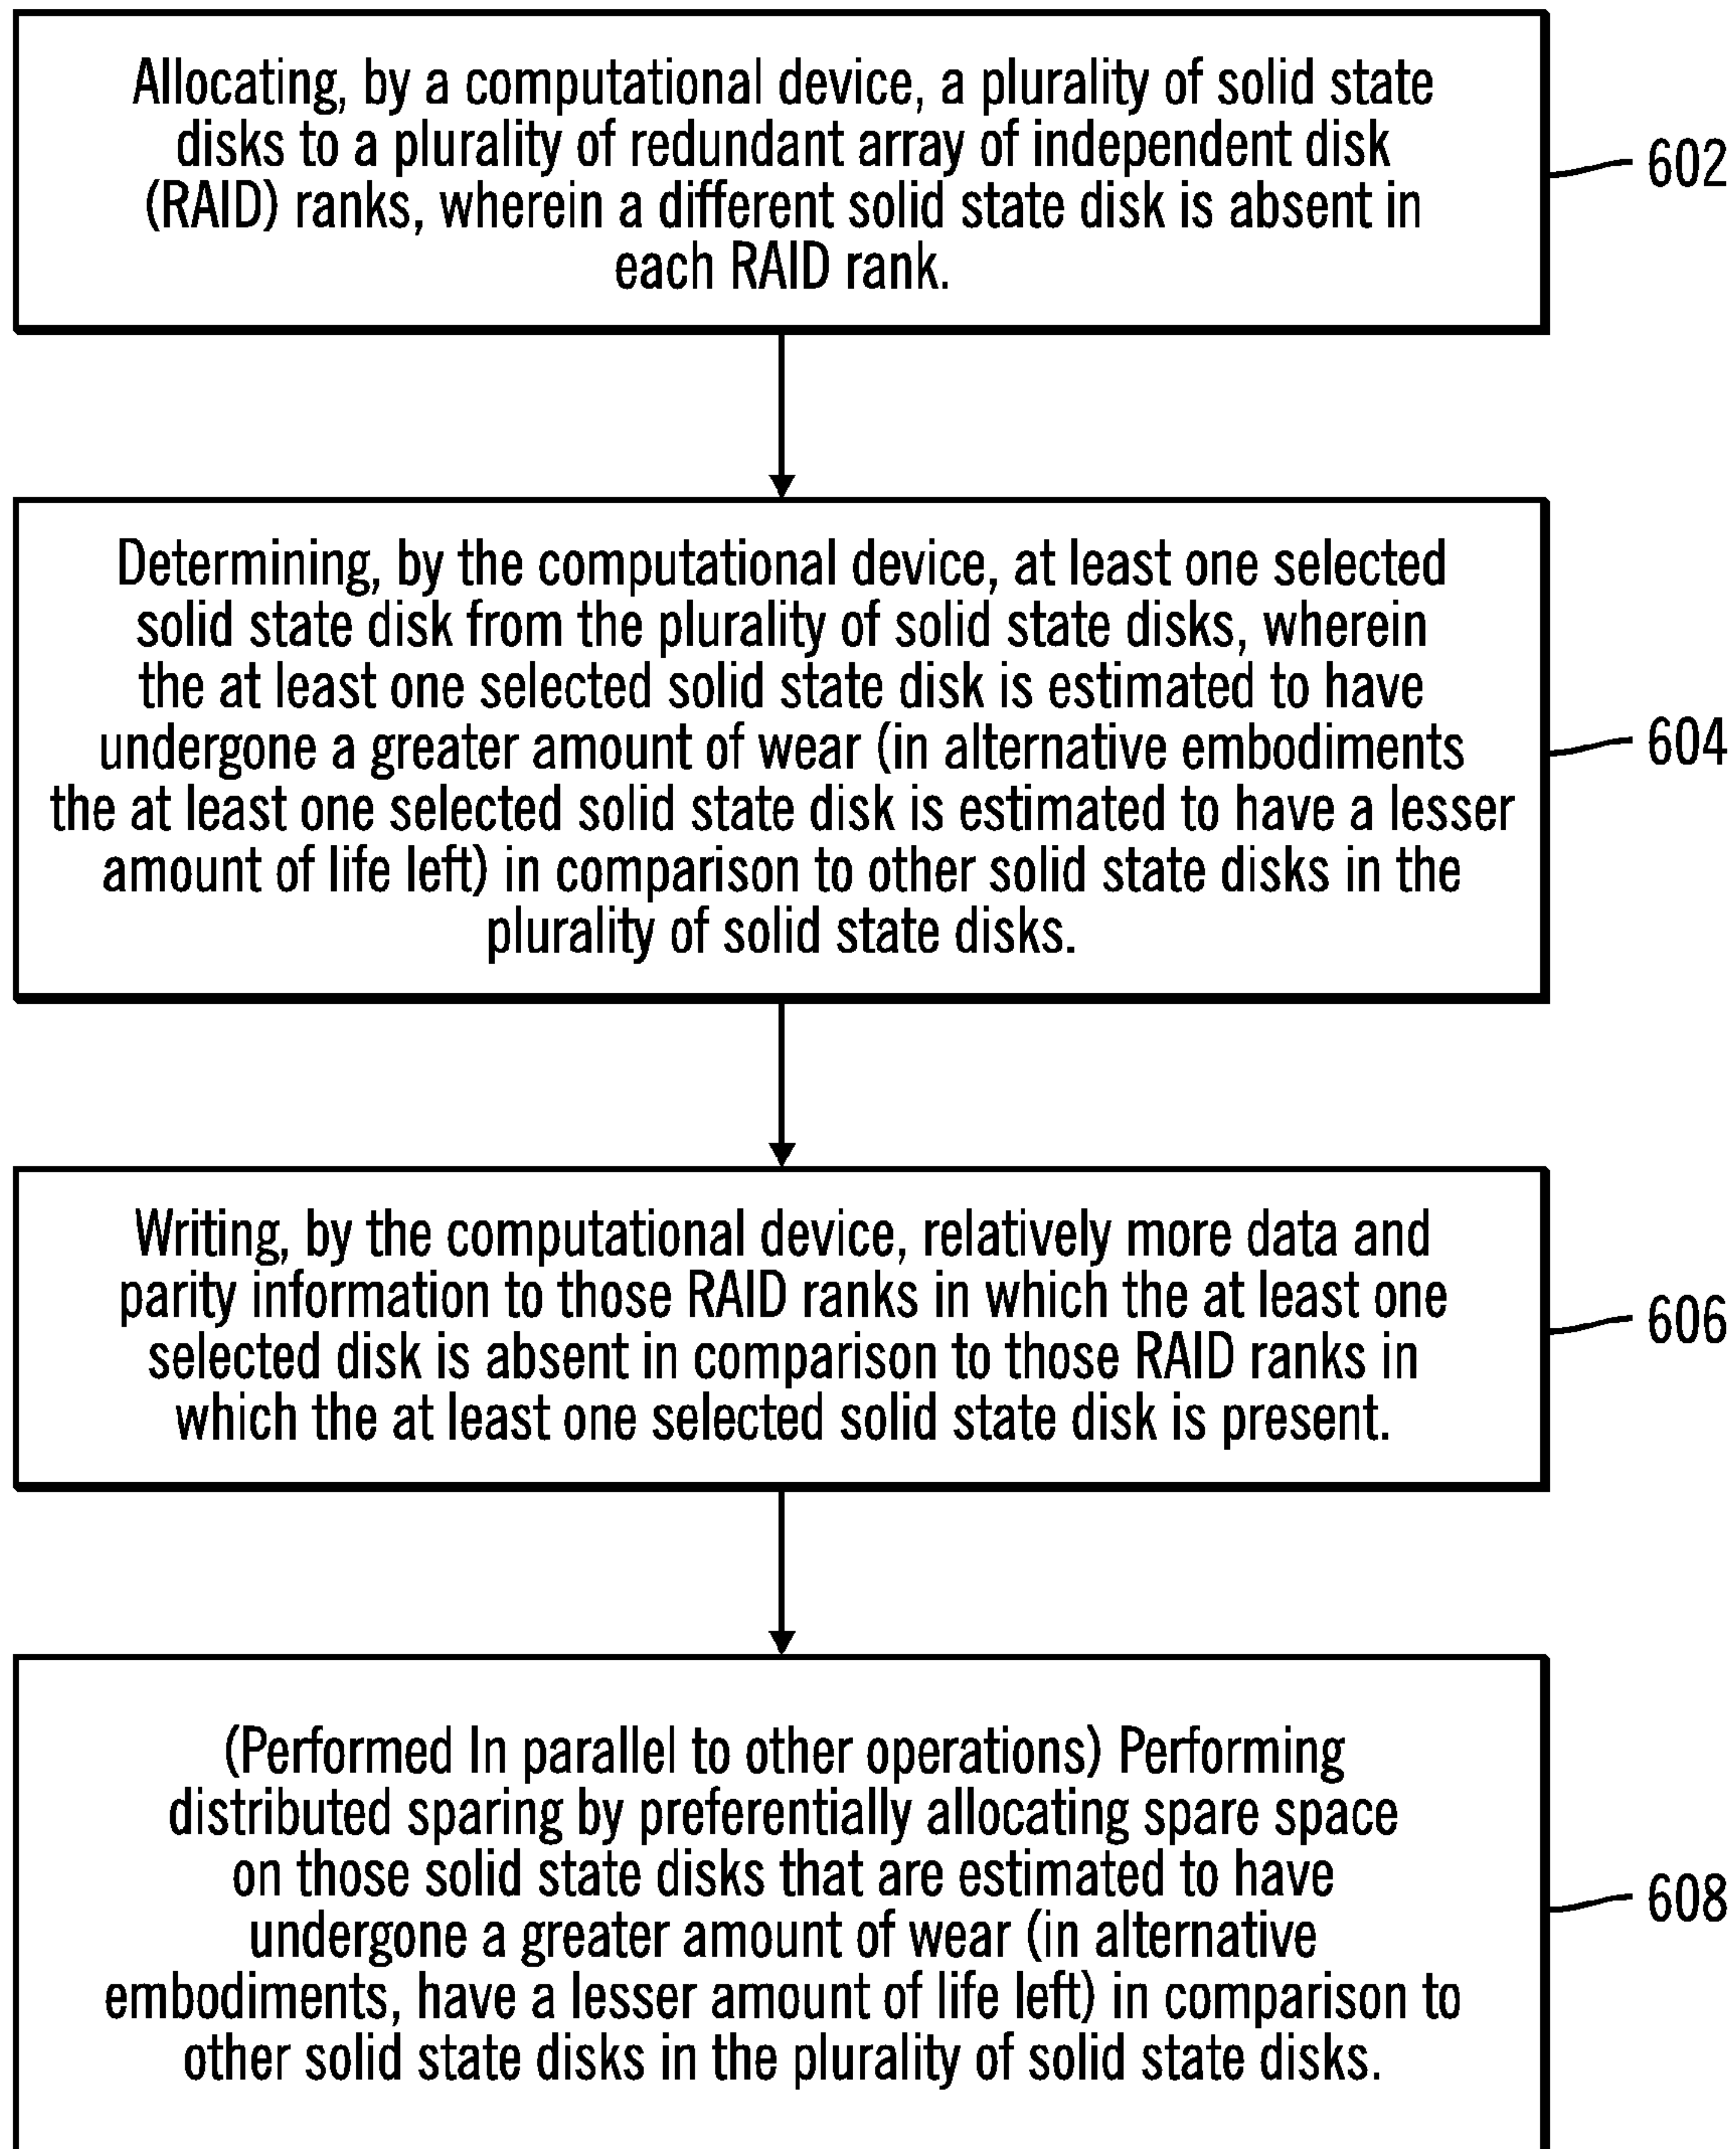 Allocating, by a computational device, a plurality of solid state
disks to a plurality of redundant array of independent disk
(RAID) ranks, wherein a different solid state disk is absent in
each RAID rank.
602
Determining, by the computational device, at least one selected
solid state disk from the plurality of solid state disks, wherein
the at least one selected solid state disk is estimated to have
undergone a greater amount of wear (in alternative embodiments
the at least one selected solid state disk is estimated to have a lesser
amount of life left) in comparison to other solid state disks in the
plurality of solid state disks.
604
Writing, by the computational device, relatively more data and
parity information to those RAID ranks in which the at least one
selected disk is absent in comparison to those RAID ranks in
which the at least one selected solid state disk is present.
606
(Performed In parallel to other operations) Performing
distributed sparing by preferentially allocating spare space
on those solid state disks that are estimated to have
undergone a greater amount of wear (in alternative
embodiments, have a lesser amount of life left) in comparison to
other solid state disks in the plurality of solid state disks.
608